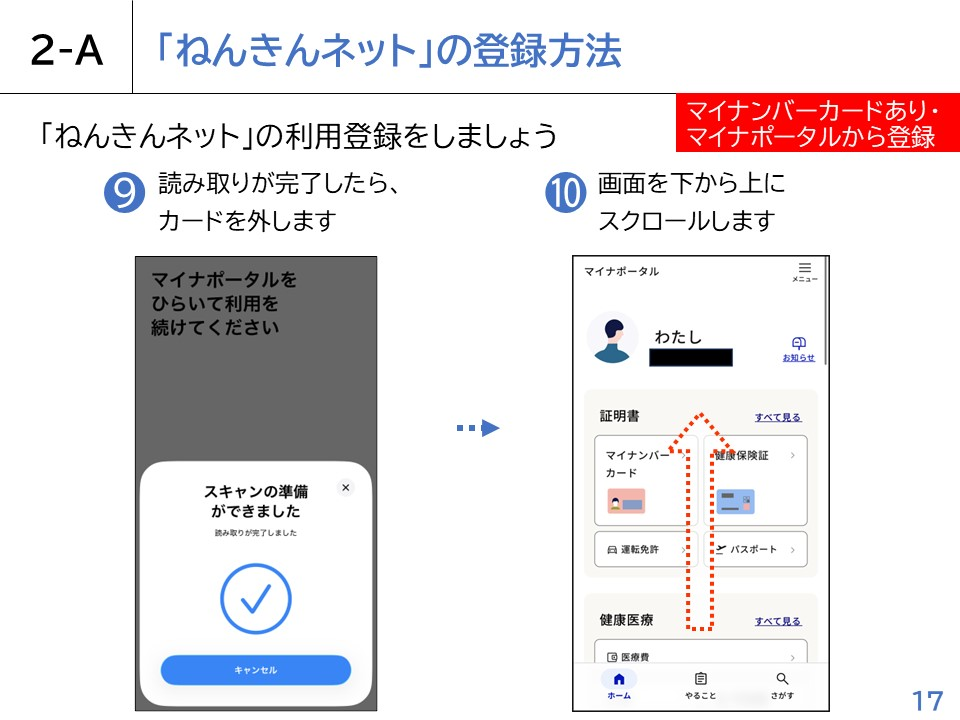 2-A
「ねんきんネット」の登録方法
マイナンバーカードあり・
マイナポータルから登録
「ねんきんネット」の利用登録をしましょう
9
読み取りが完了したら、
カードを外します
マイナポータルを
ひらいて利用を
続けてください
スキャンの準備
ができました
読み取りが完了しました
キャンセル
10
画面を下から上に
スクロールします
マイナポータル
メニュー
わたし
お知らせ
証明書
すべて見る
マイナンバー
カード
健康保険証
運転免許
パスポート
健康医療
すべて見る
医療費
ホーム
やること
さがす
17